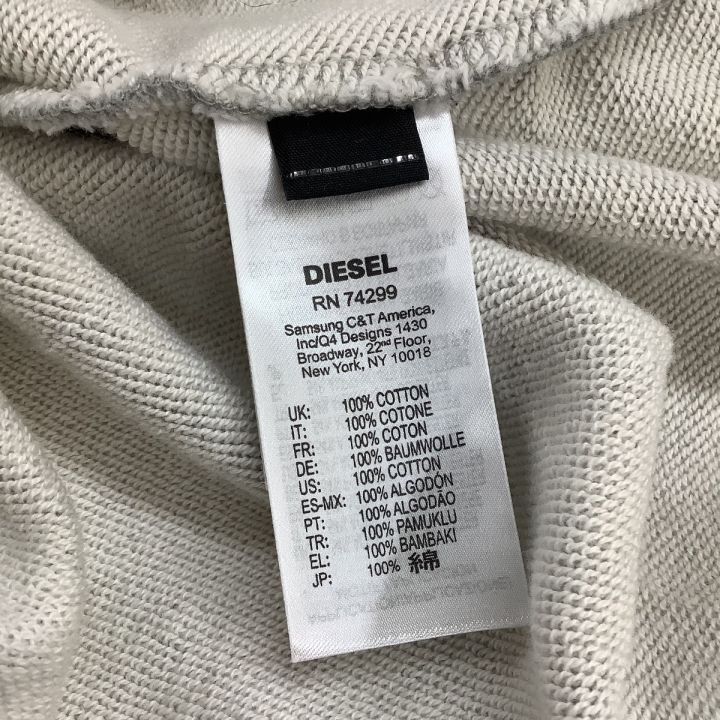 DIESEL
RN 74299
Samsung C&T America,
Inc/Q4 Designs 1430
Broadway, 22nd Floor,
New York, NY 10018
UK: 100% COTTON
IT: 100% COTONE
FR: 100% COTON
DE: 100% BAUMWOLLE
US: 100% COTTON
ES-MX: 100% ALGODÓN
PT: 100% ALGODÃO
TR: 100% PAMUKLU
EL: 100% BAMBAKI
JP: 100% 綿